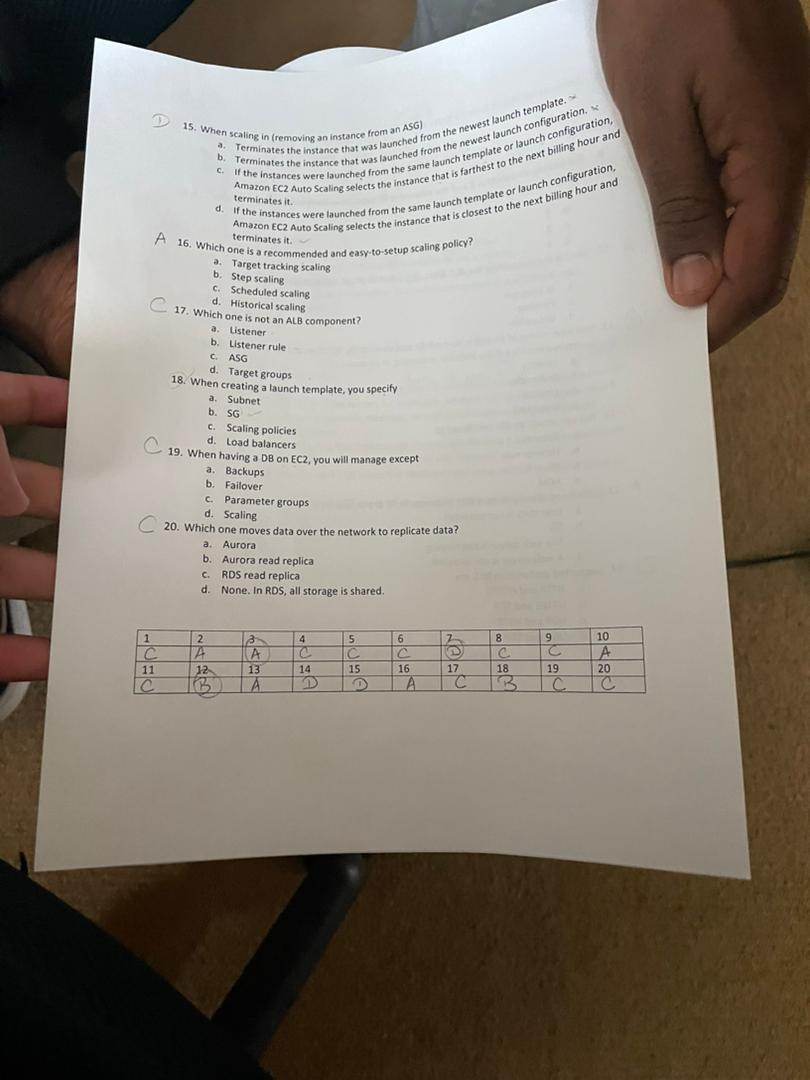 D 15. When scaling in (removing an instance from an ASG)
a. Terminates the instance that was launched from the newest launch template.
b. Terminates the instance that was launched from the newest launch configuration.
c. If the instances were launched from the same launch template or launch configuration,
Amazon EC2 Auto Scaling selects the instance that is farthest to the next billing hour and
terminates it.
d. If the instances were launched from the same launch template or launch configuration,
Amazon EC2 Auto Scaling selects the instance that is closest to the next billing hour and
terminates it.
A 16. Which one is a recommended and easy-to-setup scaling policy?
a. Target tracking scaling
b. Step scaling
c. Scheduled scaling
d. Historical scaling
C 17. Which one is not an ALB component?
a. Listener
b. Listener rule
c. ASG
d. Target groups
18. When creating a launch template, you specify
a. Subnet
b. SG
c. Scaling policies
d. Load balancers
C 19. When having a DB on EC2, you will manage except
a. Backups
b. Failover
c. Parameter groups
d. Scaling
C 20. Which one moves data over the network to replicate data?
a. Aurora
b. Aurora read replica
c. RDS read replica
d. None. In RDS, all storage is shared.
1 2 3 4 5 6 7 8 9 10
C A A C C C D C C A
11 12 13 14 15 16 17 18 19 20
C B A D D A C B C C